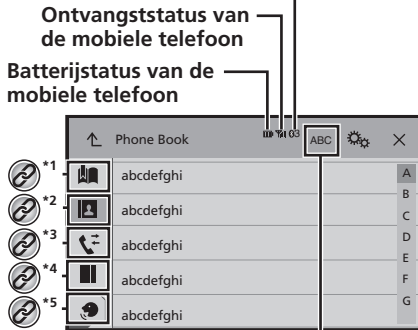 Ontvangststatus van
de mobiele telefoon
Batterijstatus van de
mobiele telefoon
Phone Book 03 ABC
*1 abcdefghi A
B
*2 abcdefghi C
*3 abcdefghi D
E
*4 abcdefghi F
*5 abcdefghi G